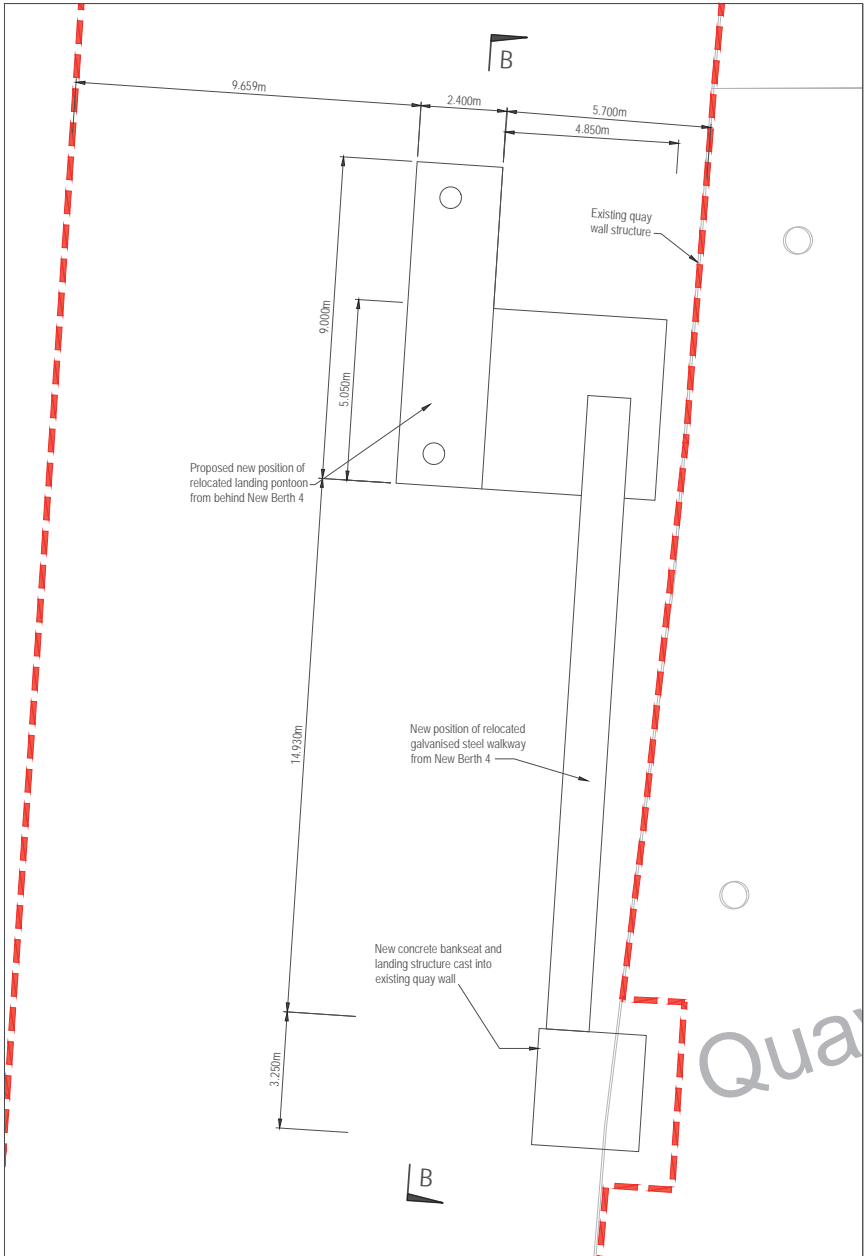 B
9.659m
2.400m
5.700m
4.850m
Existing quay
wall structure
9.000m
5.050m
Proposed new position of
relocated landing pontoon
from behind New Berth 4
14.930m
New position of relocated
galvanised steel walkway
from New Berth 4
New concrete bankseat and
landing structure cast into
existing quay wall
Quay
3.250m
B